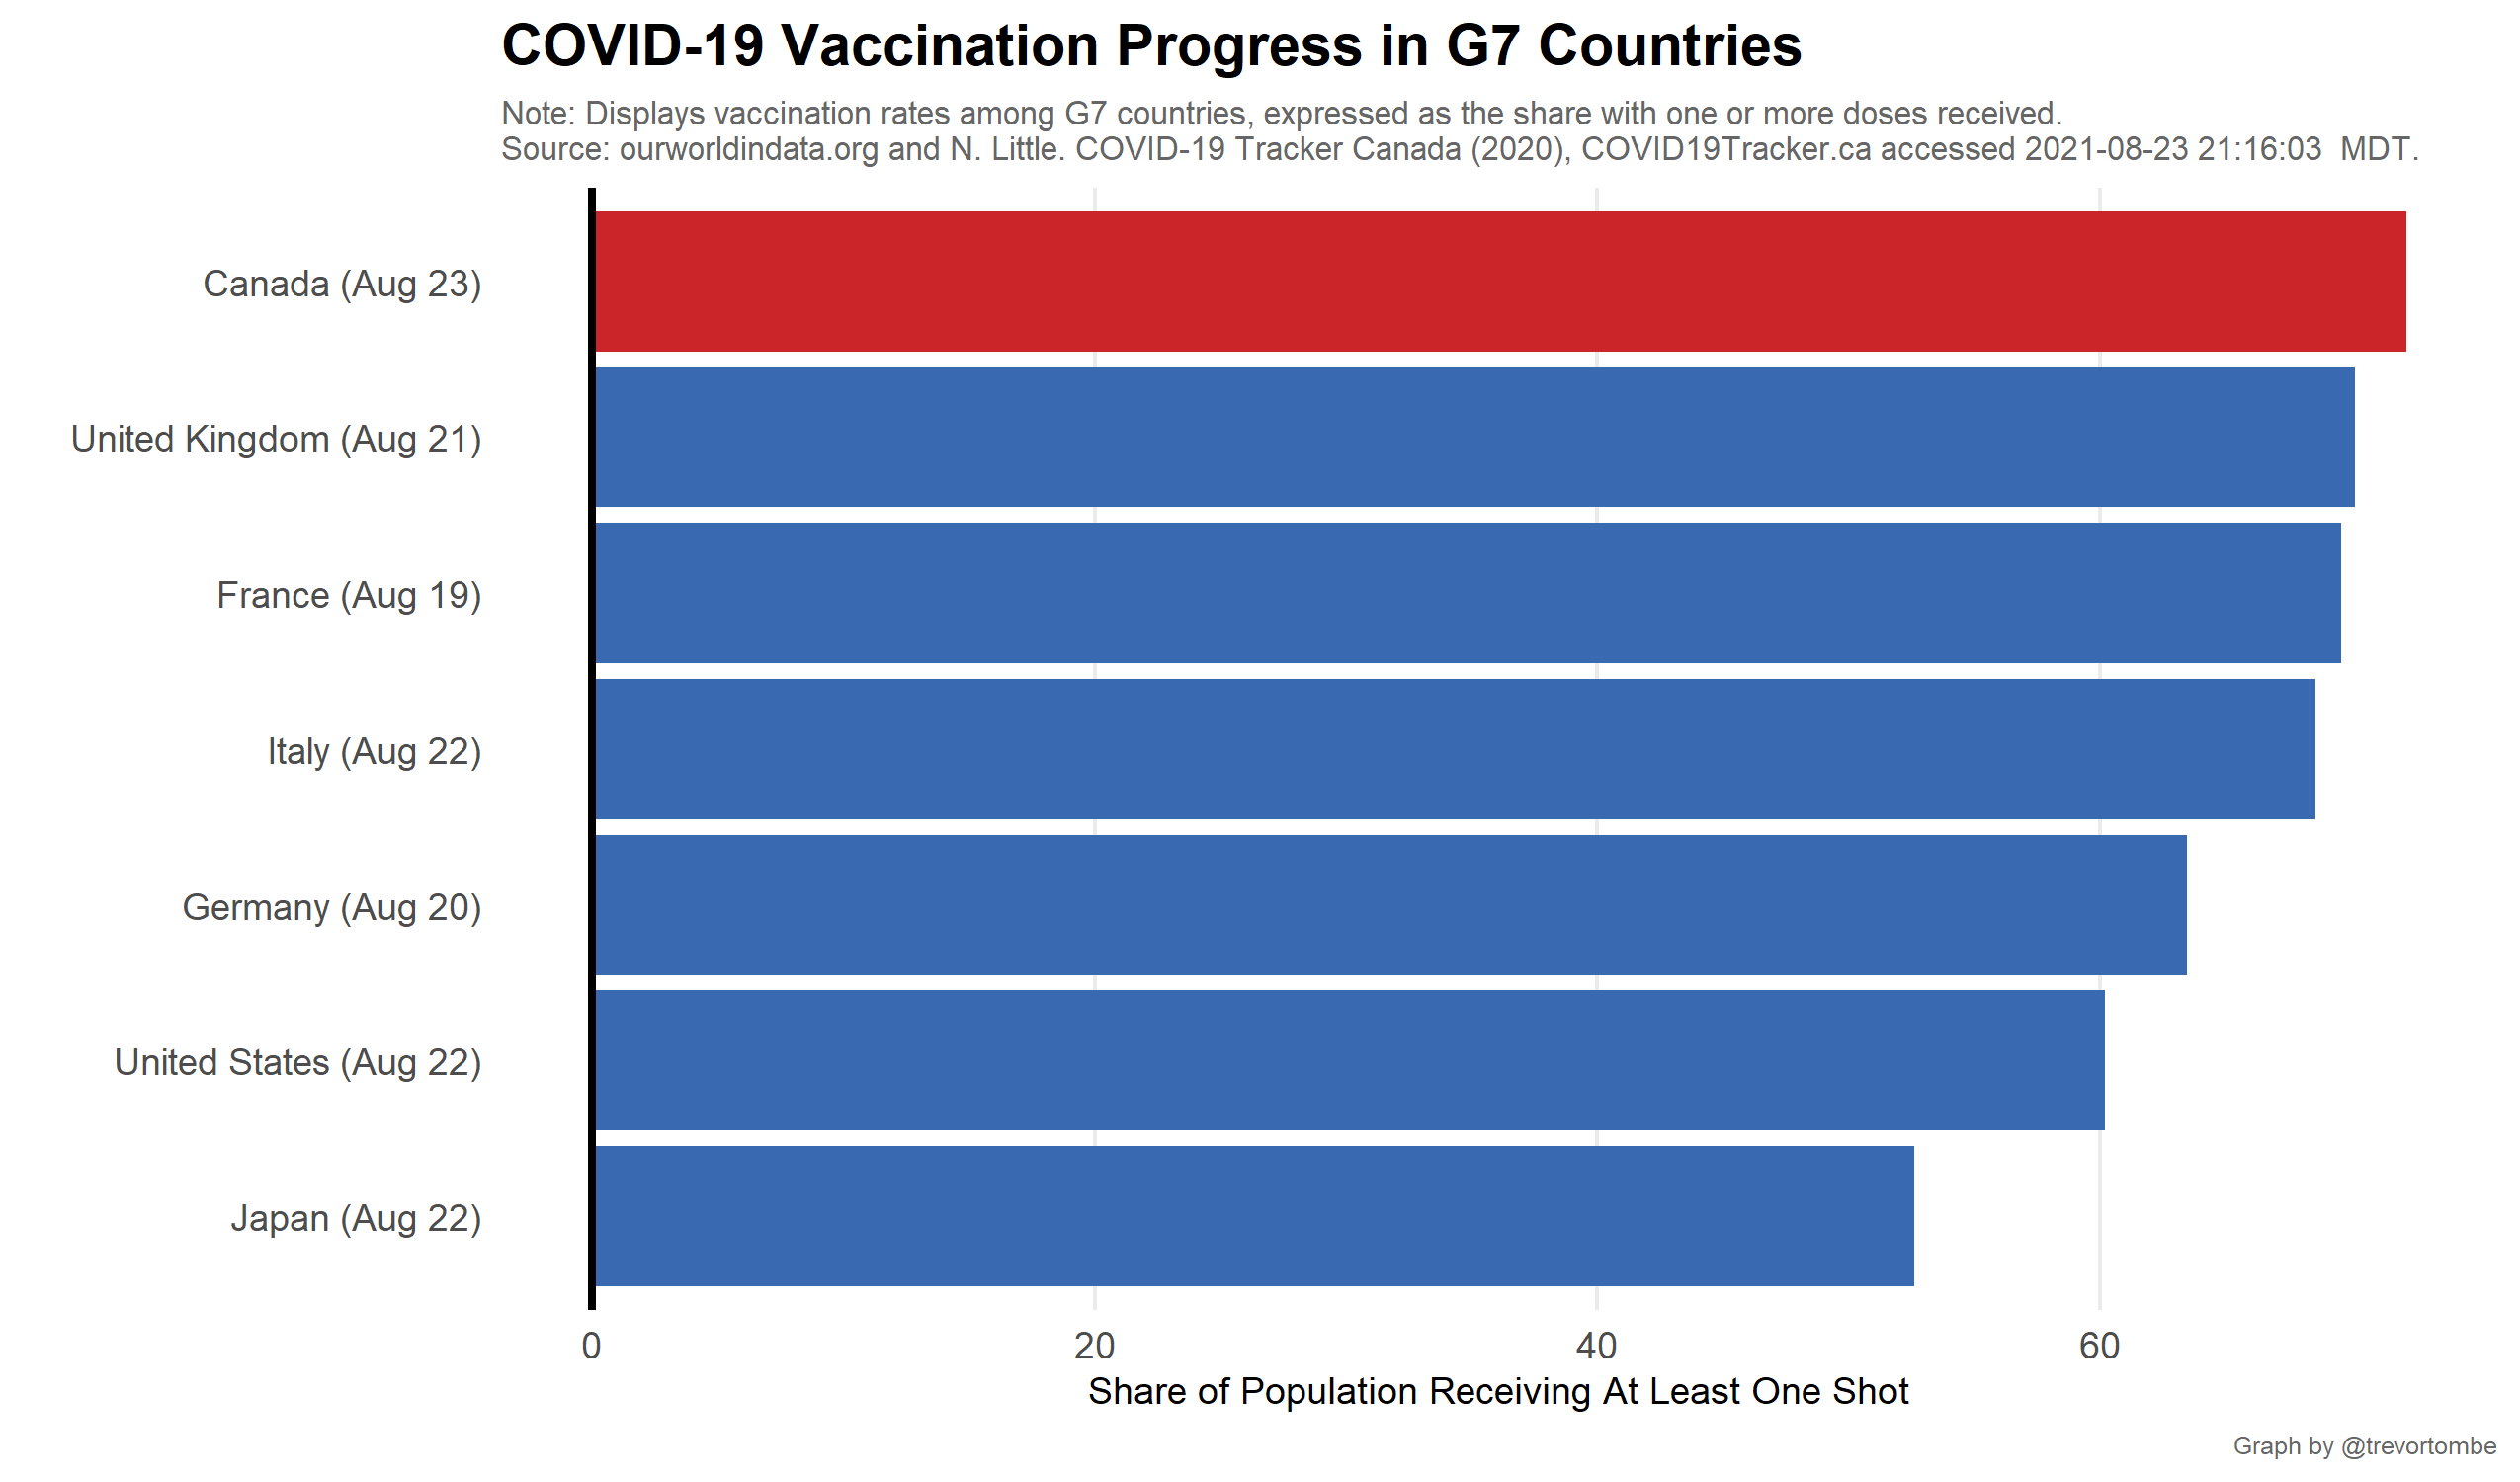 COVID-19 Vaccination Progress in G7 Countries
Note: Displays vaccination rates among G7 countries, expressed as the share with one or more doses received.
Source: ourworldindata.org and N. Little. COVID-19 Tracker Canada (2020), COVID19Tracker.ca accessed 2021-08-23 21:16:03  MDT.
Canada (Aug 23)
United Kingdom (Aug 21)
France (Aug 19)
Italy (Aug 22)
Germany (Aug 20)
United States (Aug 22)
Japan (Aug 22)
0 20 40 60
Share of Population Receiving At Least One Shot
Graph by @trevortombe